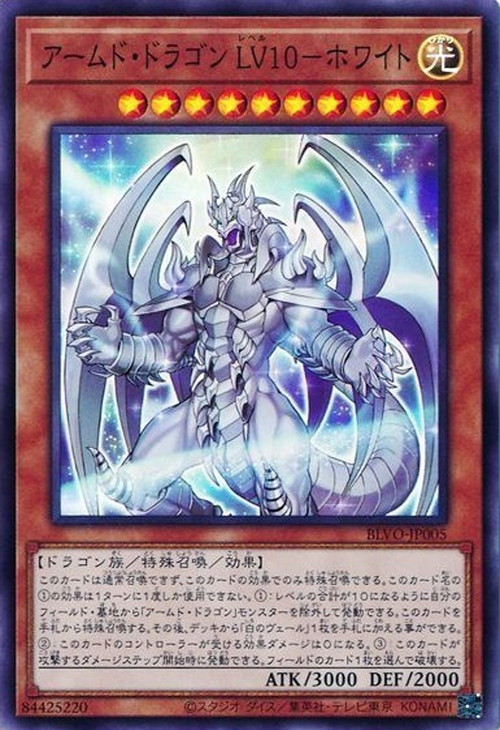 アームド・ドラゴン LV10－ホワイト
レベル
光
ひかり
BLVO-JP005
【ドラゴン族／特殊召喚／効果】
このカードは通常召喚できず、このカードの効果でのみ特殊召喚できる。このカード名の
①の効果は1ターンに1度しか使用できない。①：レベルの合計が10になるように自分の
フィールド・墓地から「アームド・ドラゴン」モンスターを除外して発動できる。このカードを
手札から特殊召喚する。その後、デッキから「白のヴェール」1枚を手札に加える事ができる。
②：このカードのコントローラーが受ける効果ダメージは0になる。③：このカードが
攻撃するダメージステップ開始時に発動できる。フィールドのカード1枚を選んで破壊する。
ATK/3000 DEF/2000
84425220 ©スタジオ・ダイス／集英社・テレビ東京・KONAMI